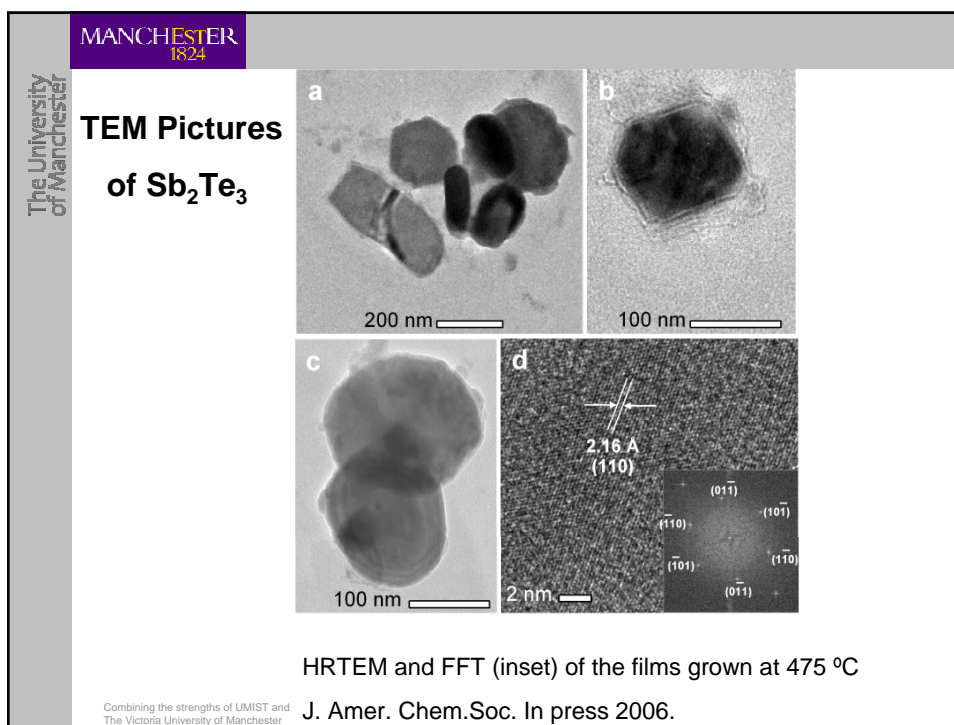 MANCHESTER
1824
The University
of Manchester
TEM Pictures
of Sb₂Te₃
a
200 nm
b
100 nm
c
100 nm
d
2.16 Å
(110)
2 nm
(01̄1̄)
(101̄)
(1̄10)
(11̄0)
(1̄01)
(01̄1)
HRTEM and FFT (inset) of the films grown at 475 ºC
J. Amer. Chem.Soc. In press 2006.
Combining the strengths of UMIST and
The Victoria University of Manchester